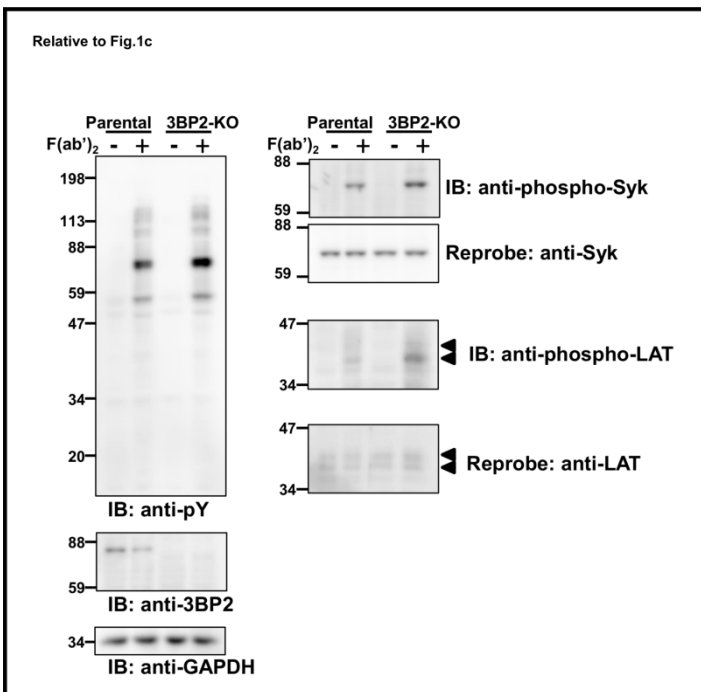 Relative to Fig.1c
Parental 3BP2-KO
F(ab')₂ - + - +
198
113
88
59
47
34
20
IB: anti-pY
88
59
IB: anti-3BP2
34
IB: anti-GAPDH
Parental 3BP2-KO
F(ab')₂ - + - +
88
59
IB: anti-phospho-Syk
88
59
Reprobe: anti-Syk
47
34
IB: anti-phospho-LAT
47
34
Reprobe: anti-LAT